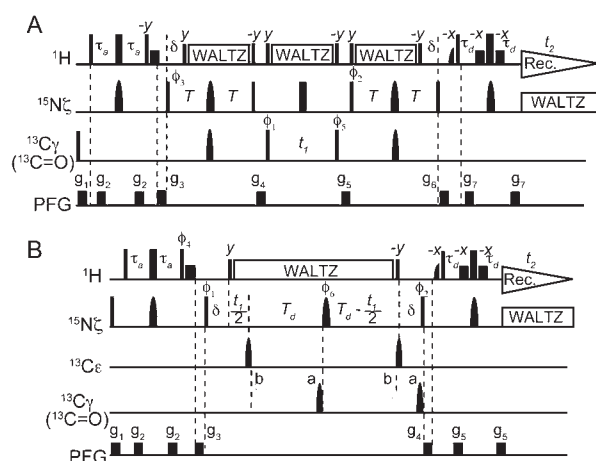 A
-y y -y y -y y -y -x -x
τa τa δ WALTZ WALTZ WALTZ δ τd τd t2
1H Rec.
ϕ3 ϕ2
15Nζ T T T T WALTZ
ϕ1 ϕ5
13Cγ t1
(13C=O)
g1 g2 g2 g3 g4 g5 g6 g7 g7
PFG
B
ϕ4 y -y -x -x
τa τa WALTZ τd τd t2
1H Rec.
ϕ1 ϕ6 ϕ2
15Nζ δ t1/2 Td Td - t1/2 δ WALTZ
13Cε
b a b a
13Cγ
(13C=O)
g1 g2 g2 g3 g4 g5 g5
PFG